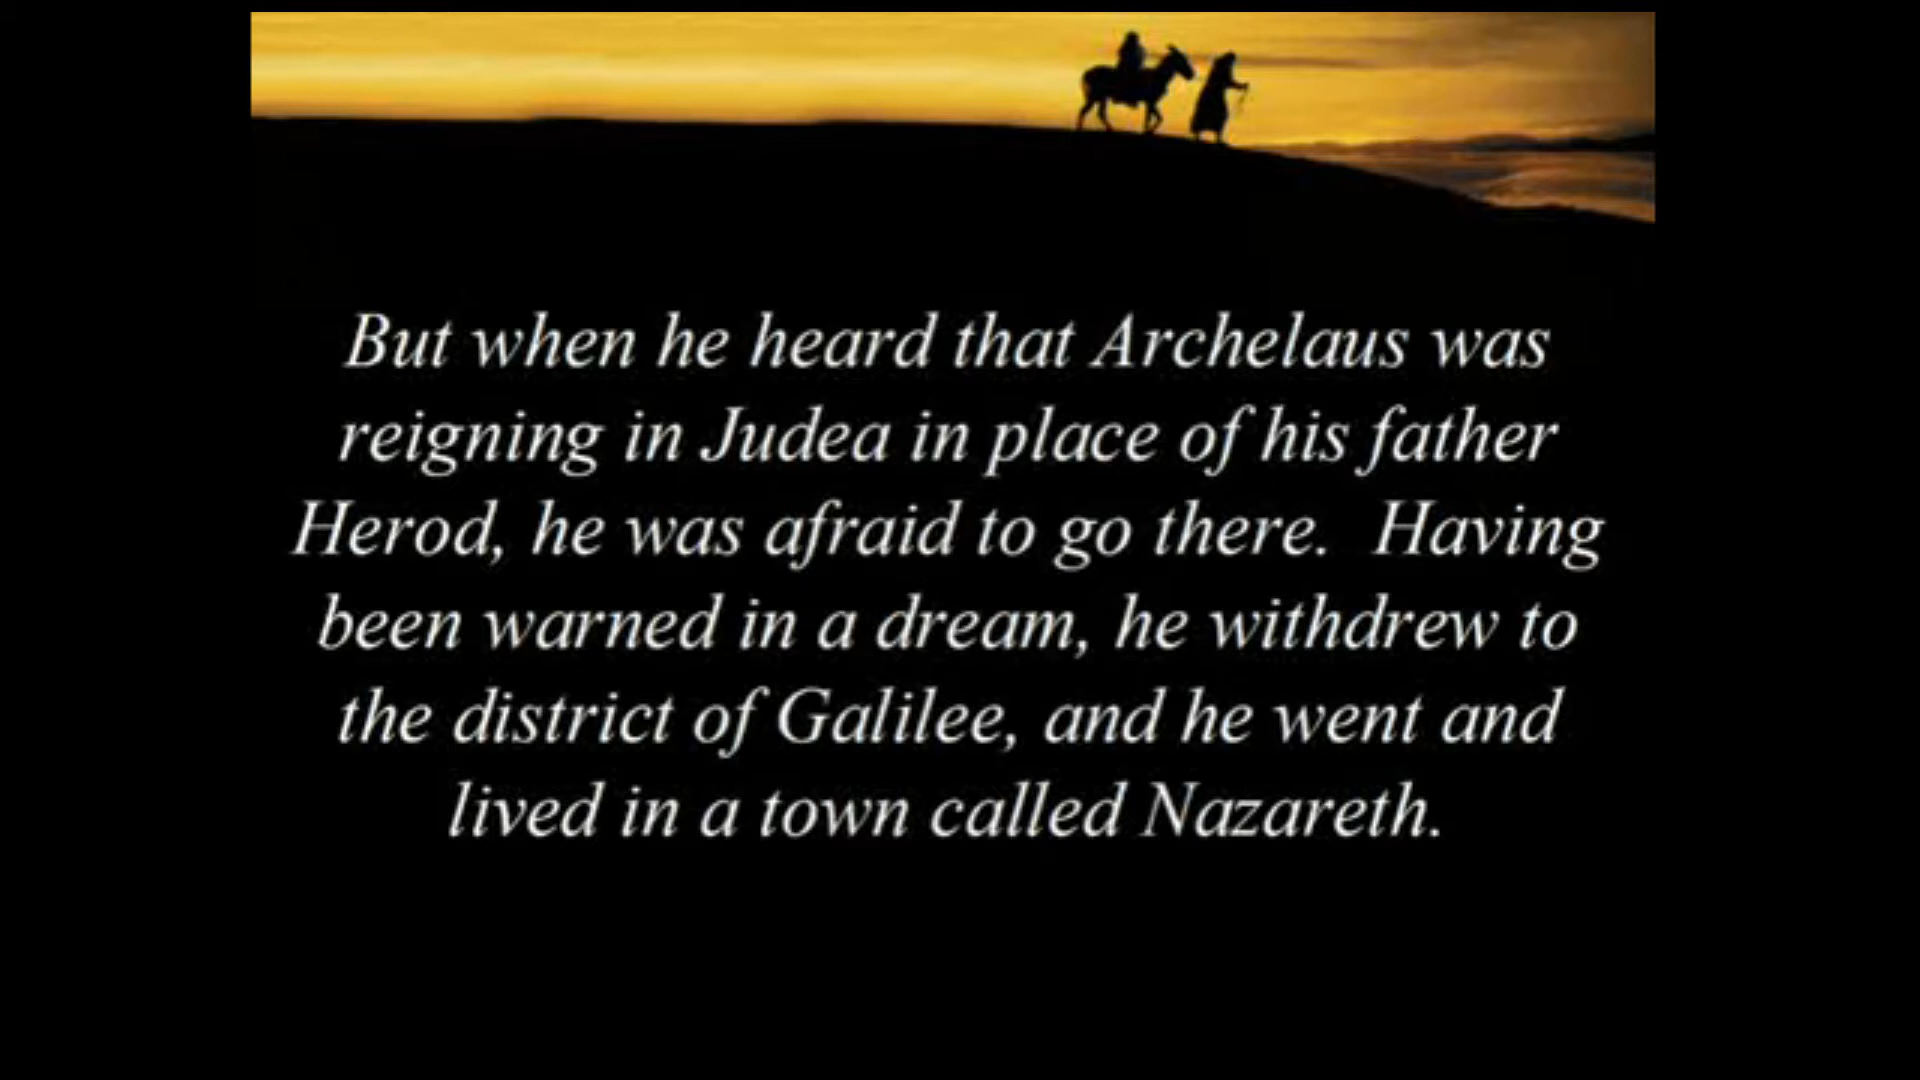 But when he heard that Archelaus was
reigning in Judea in place of his father
Herod, he was afraid to go there.  Having
been warned in a dream, he withdrew to
the district of Galilee, and he went and
lived in a town called Nazareth.